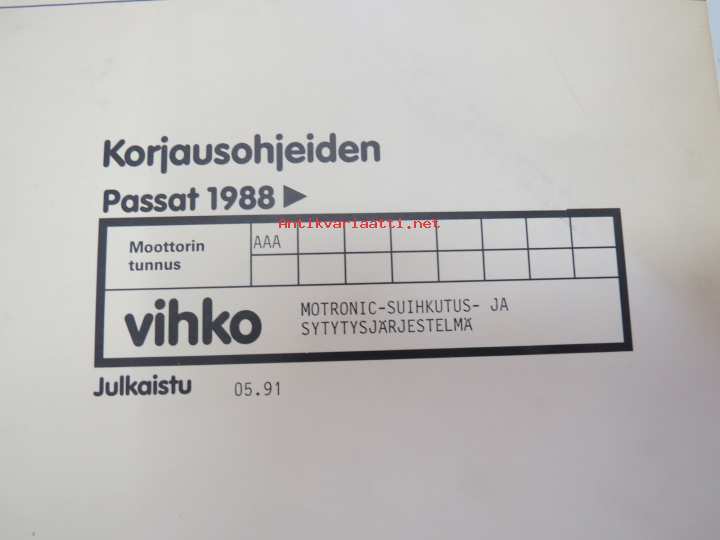 Korjausohjeiden
Passat 1988 ▶
Antikvariaatti.net
Moottorin
tunnus
AAA
vihko
MOTRONIC-SUIHKUTUS- JA
SYTYTYSJÄRJESTELMÄ
Julkaistu 05.91